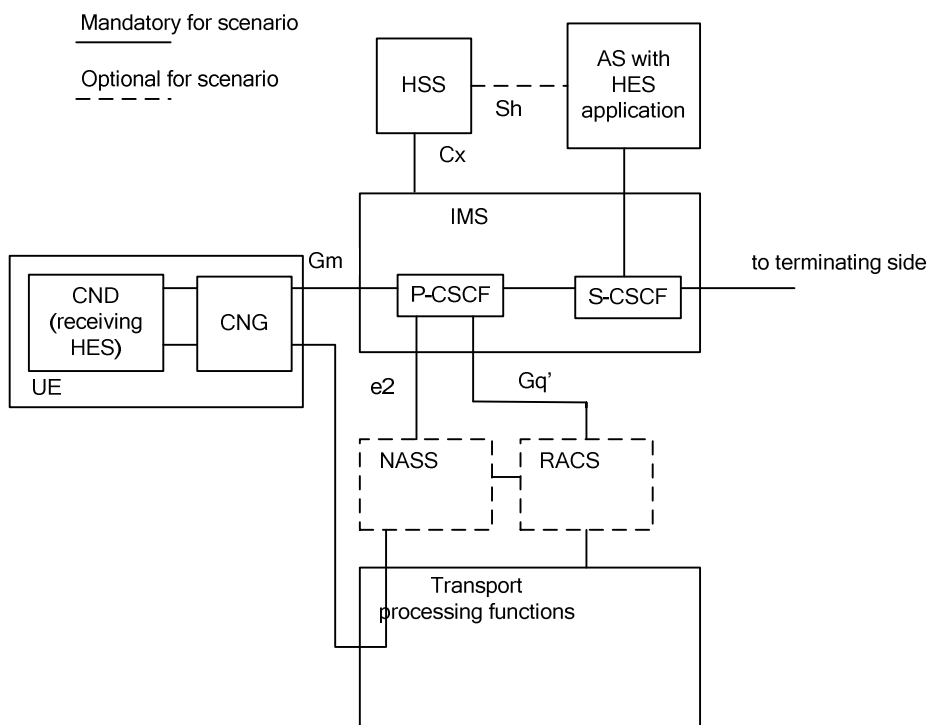 Mandatory for scenario
Optional for scenario
HSS
Sh
AS with
HES
application
Cx
IMS
Gm
to terminating side
CND
(receiving
HES)
CNG
P-CSCF
S-CSCF
UE
e2
Gq’
NASS
RACS
Transport
processing functions